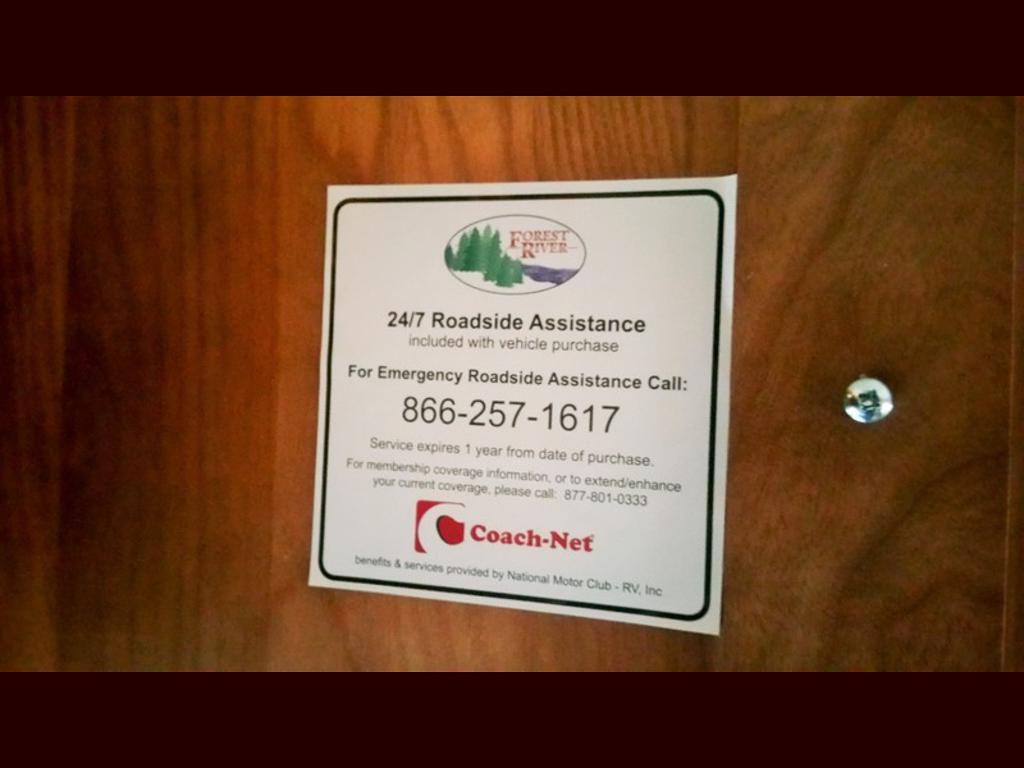 FOREST
RIVER
24/7 Roadside Assistance
included with vehicle purchase
For Emergency Roadside Assistance Call:
866-257-1617
Service expires 1 year from date of purchase.
For membership coverage information, or to extend/enhance
your current coverage, please call: 877-801-0333
Coach-Net
benefits & services provided by National Motor Club - RV, Inc